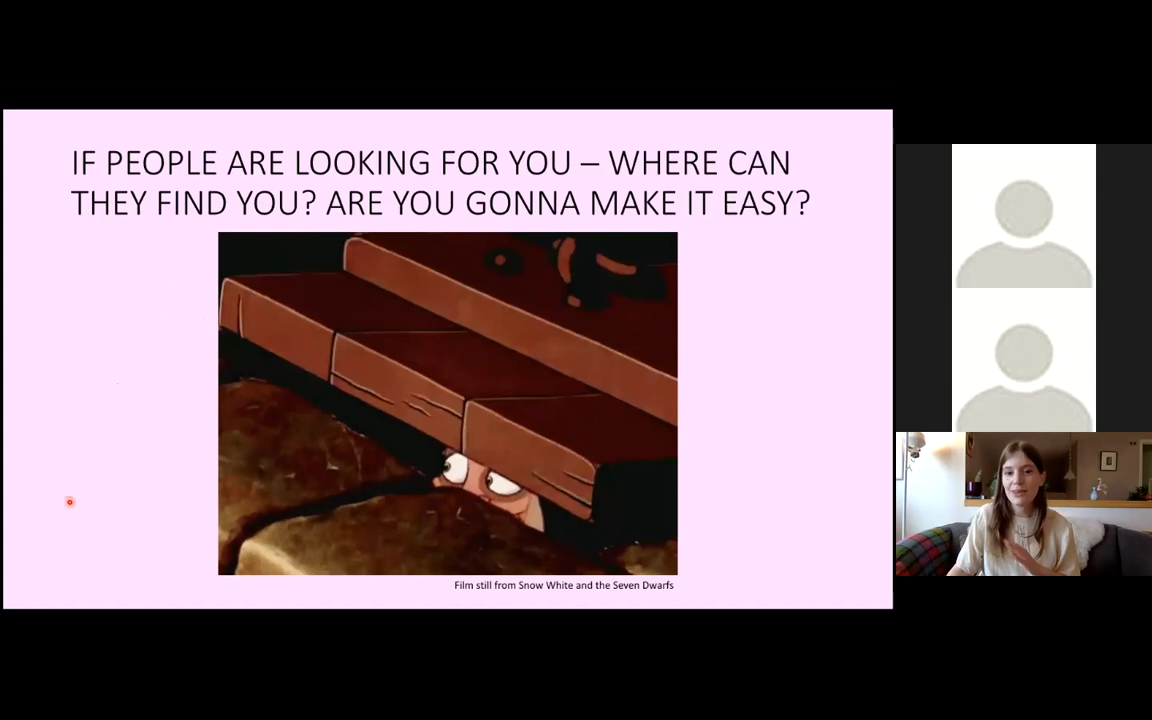 IF PEOPLE ARE LOOKING FOR YOU – WHERE CAN
THEY FIND YOU? ARE YOU GONNA MAKE IT EASY?
Film still from Snow White and the Seven Dwarfs